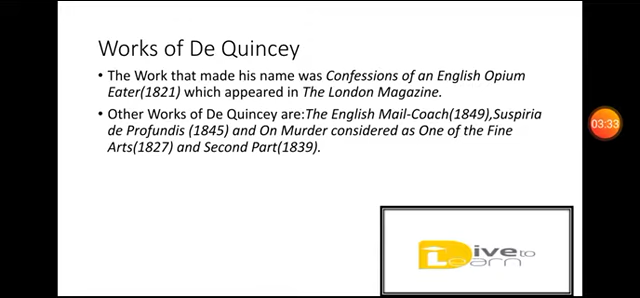 Works of De Quincey
• The Work that made his name was Confessions of an English Opium
Eater(1821) which appeared in The London Magazine.
• Other Works of De Quincey are:The English Mail-Coach(1849),Suspiria
de Profundis (1845) and On Murder considered as One of the Fine
Arts(1827) and Second Part(1839).
03:33
Dive to
Learn